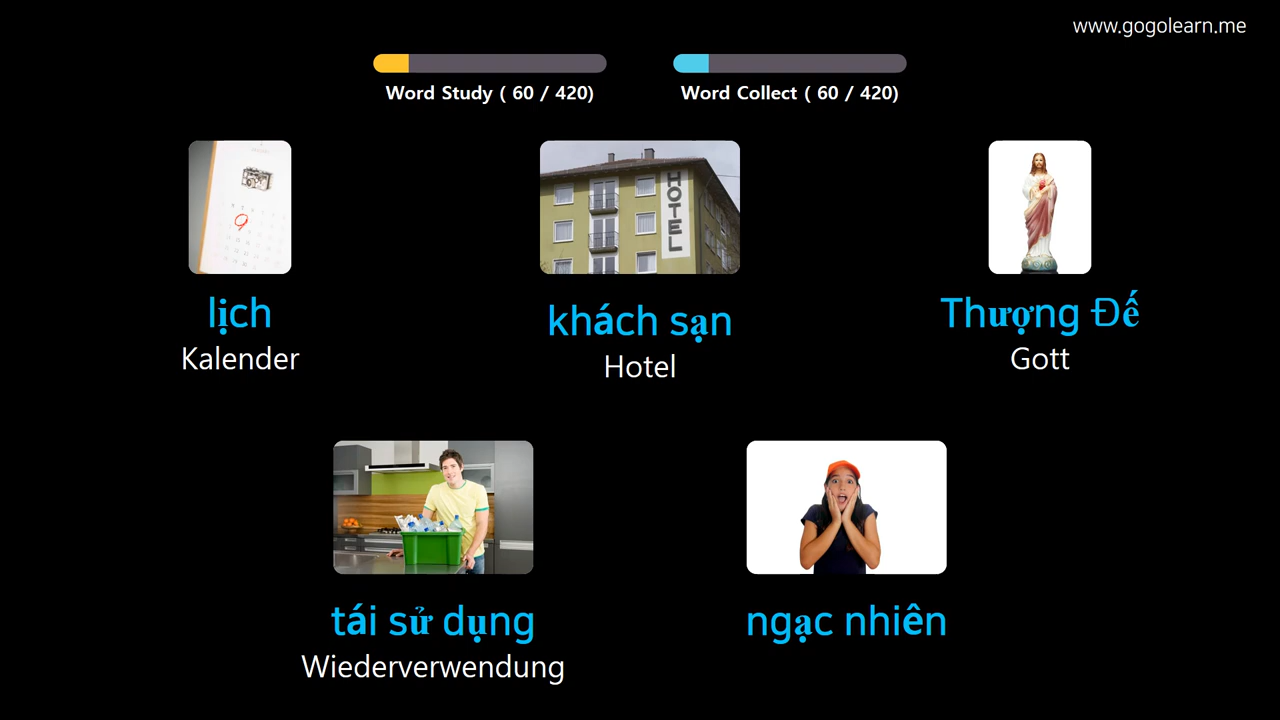 www.gogolearn.me
Word Study ( 60 / 420)
Word Collect ( 60 / 420)
HOTEL
lịch
Kalender
khách sạn
Hotel
Thượng Đế
Gott
tái sử dụng
Wiederverwendung
ngạc nhiên